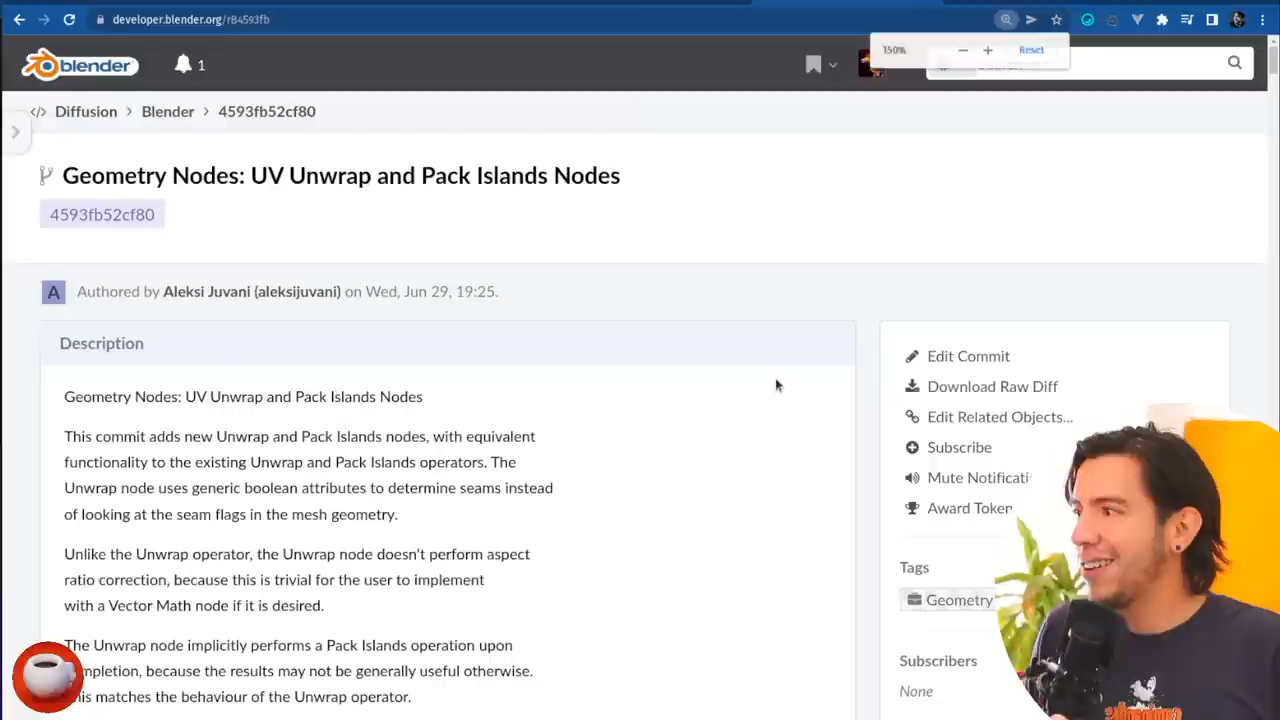 developer.blender.org/rB4593fb
150%
Reset
blender
1
Diffusion > Blender > 4593fb52cf80
Geometry Nodes: UV Unwrap and Pack Islands Nodes
4593fb52cf80
A
Authored by Aleksi Juvani (aleksijuvani) on Wed, Jun 29, 19:25.
Description
Geometry Nodes: UV Unwrap and Pack Islands Nodes
This commit adds new Unwrap and Pack Islands nodes, with equivalent
functionality to the existing Unwrap and Pack Islands operators. The
Unwrap node uses generic boolean attributes to determine seams instead
of looking at the seam flags in the mesh geometry.
Unlike the Unwrap operator, the Unwrap node doesn't perform aspect
ratio correction, because this is trivial for the user to implement
with a Vector Math node if it is desired.
The Unwrap node implicitly performs a Pack Islands operation upon
mpletion, because the results may not be generally useful otherwise.
is matches the behaviour of the Unwrap operator.
Edit Commit
Download Raw Diff
Edit Related Objects...
Subscribe
Mute Notificati
Award Token
Tags
Geometry
Subscribers
None